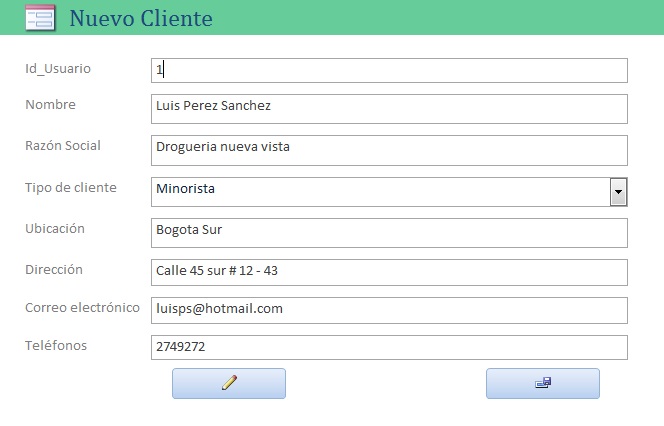 Nuevo Cliente
Id_Usuario 1
Nombre Luis Perez Sanchez
Razón Social Drogueria nueva vista
Tipo de cliente Minorista
Ubicación Bogota Sur
Dirección Calle 45 sur # 12 - 43
Correo electrónico luisps@hotmail.com
Teléfonos 2749272